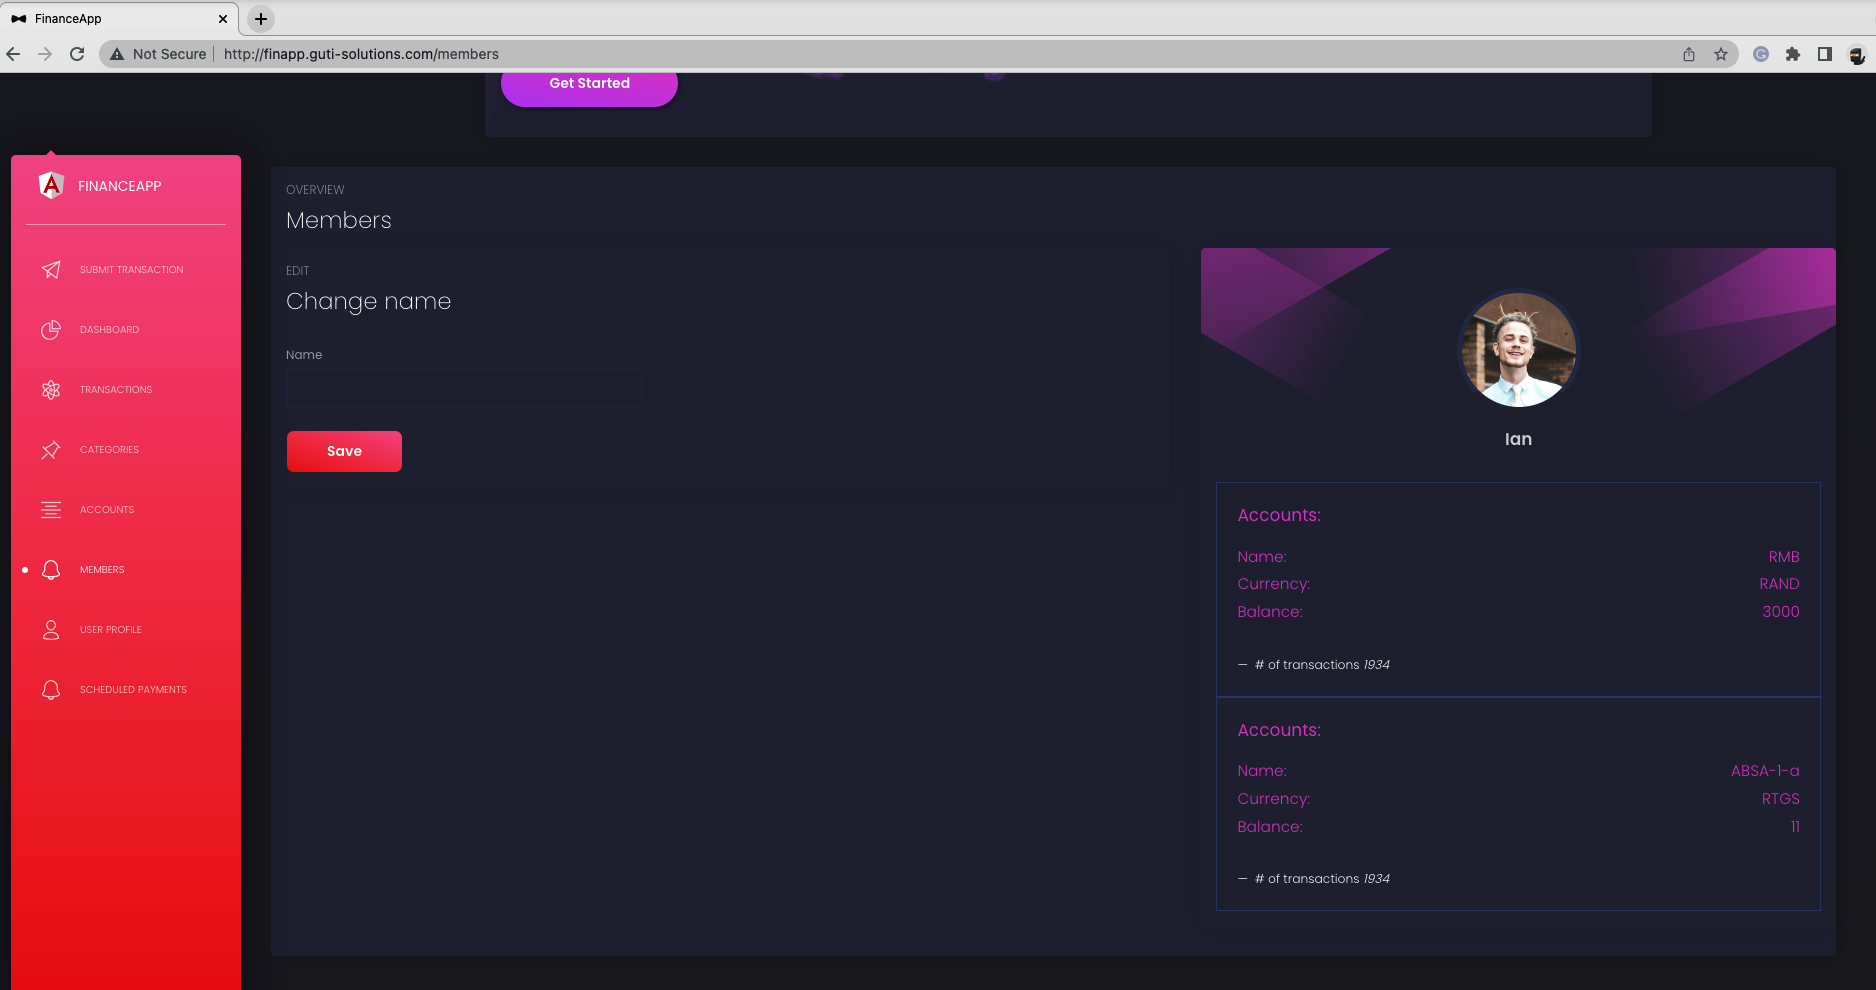 FinanceApp
Not Secure
http://finapp.guti-solutions.com/members
Get Started
FINANCEAPP
SUBMIT TRANSACTION
DASHBOARD
TRANSACTIONS
CATEGORIES
ACCOUNTS
MEMBERS
USER PROFILE
SCHEDULED PAYMENTS
OVERVIEW
Members
EDIT
Change name
Name
Save
Ian
Accounts:
Name: RMB
Currency: RAND
Balance: 3000
— # of transactions 1934
Accounts:
Name: ABSA-1-a
Currency: RTGS
Balance: 11
— # of transactions 1934